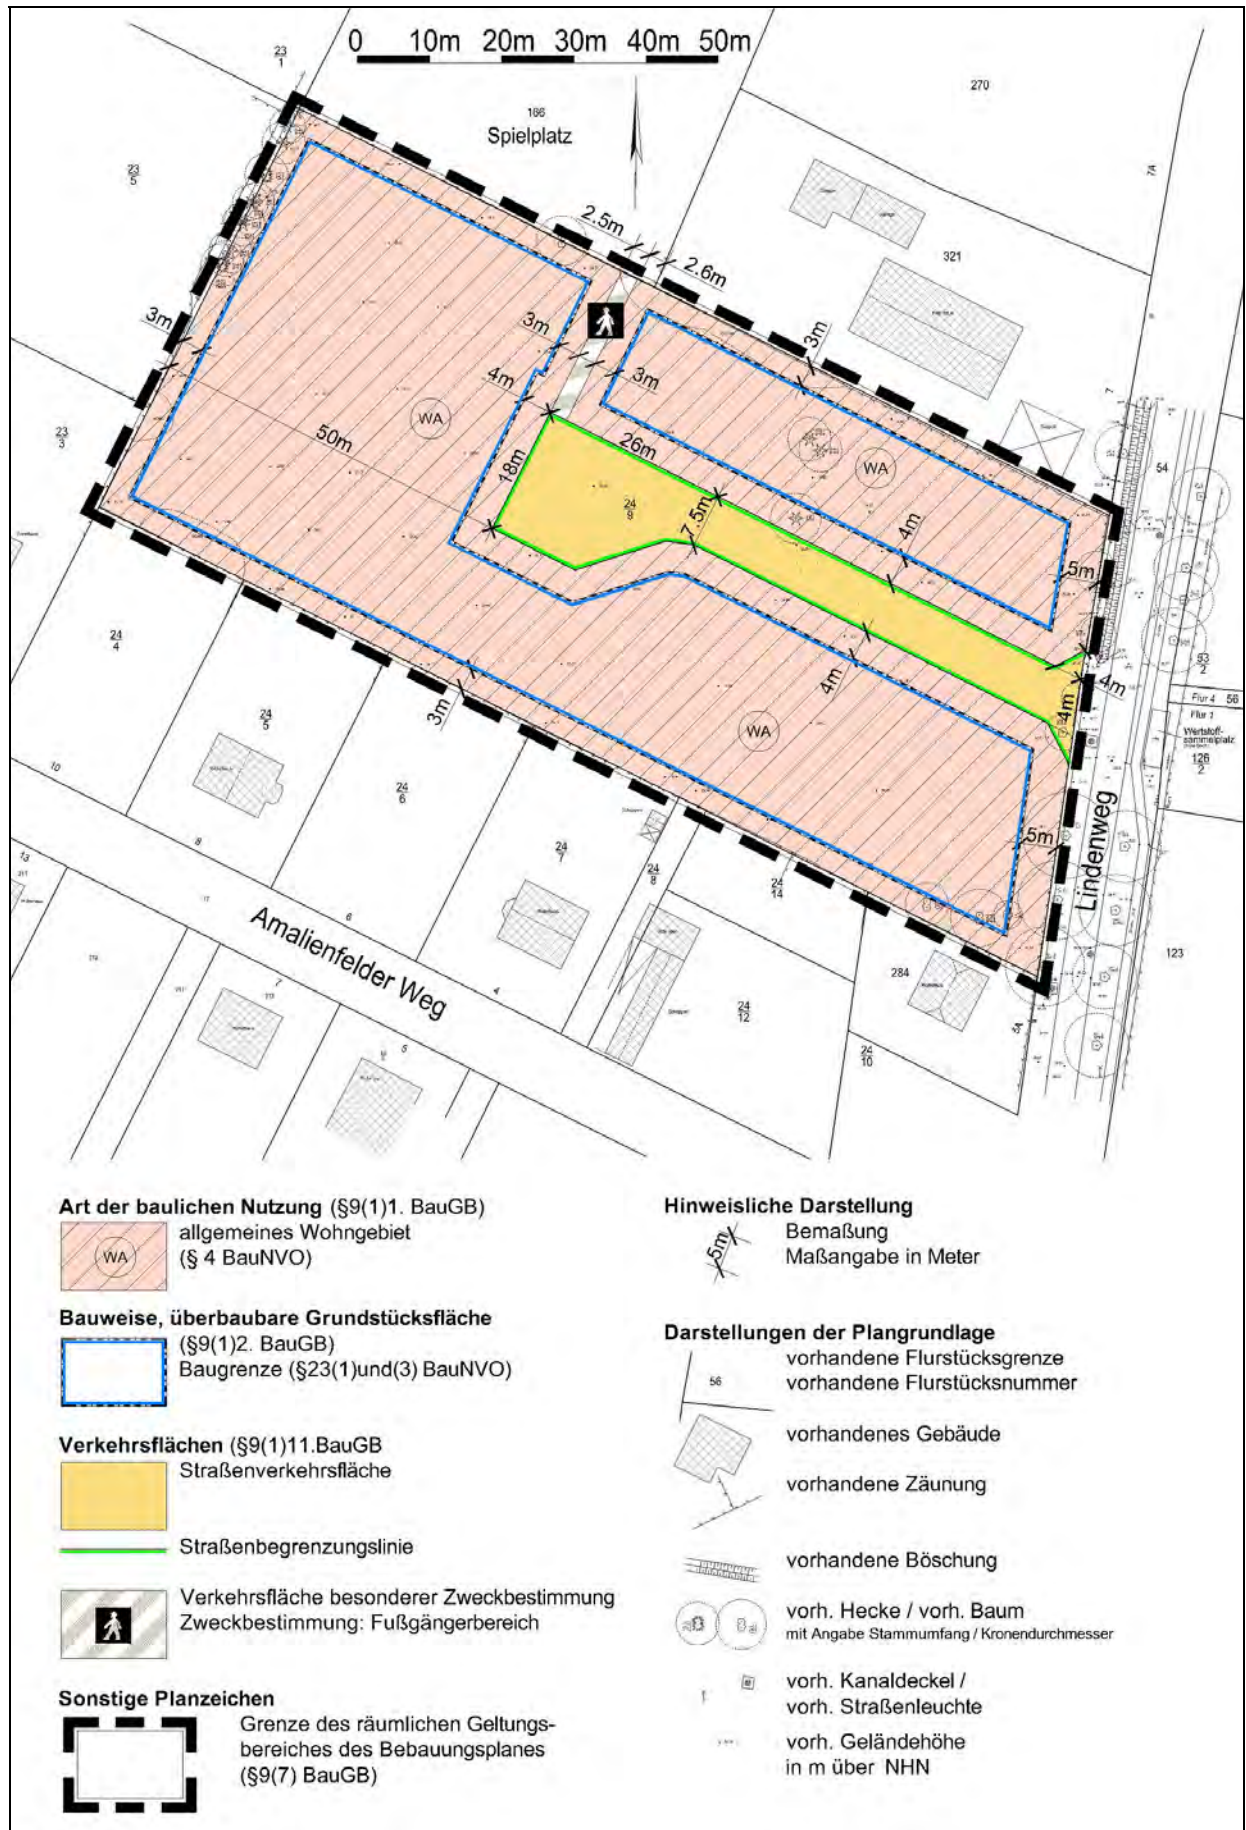 0 10m 20m 30m 40m 50m
23
1
166
Spielplatz
270
7A
23
5
2.5m
2.6m
321
3m
3m
3m
3m
4m
WA
50m
26m
18m
24
9
7.5m
WA
4m
5m
7
54
23
3
93
2
4m
4m
Flur 4 56
Flur 1
Wertstoff-
sammelplatz
126
2
24
4
24
5
3m
4m
WA
5m
Lindenweg
24
6
24
7
24
8
24
14
10
8
6
4
13
Amalienfelder Weg
7
5
284
24
12
24
10
5A
123
Art der baulichen Nutzung (§9(1)1. BauGB)
WA
allgemeines Wohngebiet
(§ 4 BauNVO)
Bauweise, überbaubare Grundstücksfläche
(§9(1)2. BauGB)
Baugrenze (§23(1)und(3) BauNVO)
Verkehrsflächen (§9(1)11.BauGB
Straßenverkehrsfläche
Straßenbegrenzungslinie
Verkehrsfläche besonderer Zweckbestimmung
Zweckbestimmung: Fußgängerbereich
Sonstige Planzeichen
Grenze des räumlichen Geltungs-
bereiches des Bebauungsplanes
(§9(7) BauGB)
Hinweisliche Darstellung
5m
Bemaßung
Maßangabe in Meter
Darstellungen der Plangrundlage
56
vorhandene Flurstücksgrenze
vorhandene Flurstücksnummer
vorhandenes Gebäude
vorhandene Zäunung
vorhandene Böschung
vorh. Hecke / vorh. Baum
mit Angabe Stammumfang / Kronendurchmesser
vorh. Kanaldeckel /
vorh. Straßenleuchte
vorh. Geländehöhe
in m über NHN